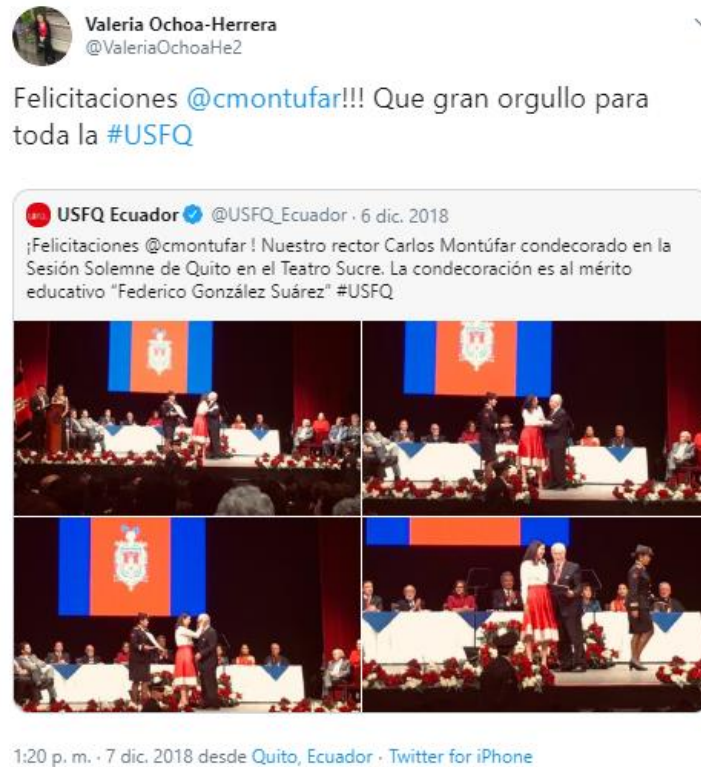 Valeria Ochoa-Herrera
@ValeriaOchoaHe2
Felicitaciones @cmontufar!!! Que gran orgullo para
toda la #USFQ
USFQ Ecuador @USFQ_Ecuador · 6 dic. 2018
¡Felicitaciones @cmontufar ! Nuestro rector Carlos Montúfar condecorado en la
Sesión Solemne de Quito en el Teatro Sucre. La condecoración es al mérito
educativo "Federico González Suárez" #USFQ
1:20 p. m. · 7 dic. 2018 desde Quito, Ecuador · Twitter for iPhone